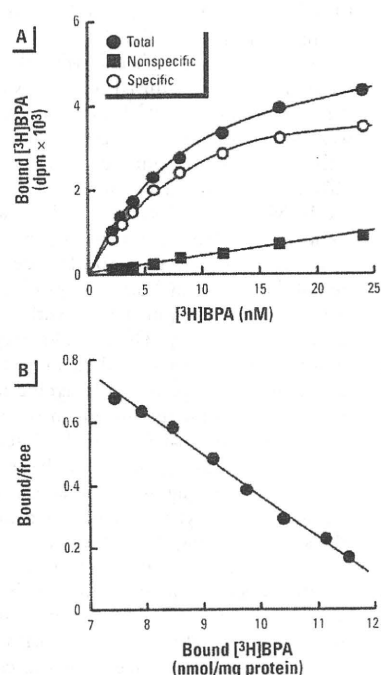 A
Total
Nonspecific
Specific
Bound [³H]BPA
(dpm × 10³)
6
4
2
0
0 5 10 15 20 25
[³H]BPA (nM)
B
Bound/free
0.8
0.6
0.4
0.2
0
7 8 9 10 11 12
Bound [³H]BPA
(nmol/mg protein)